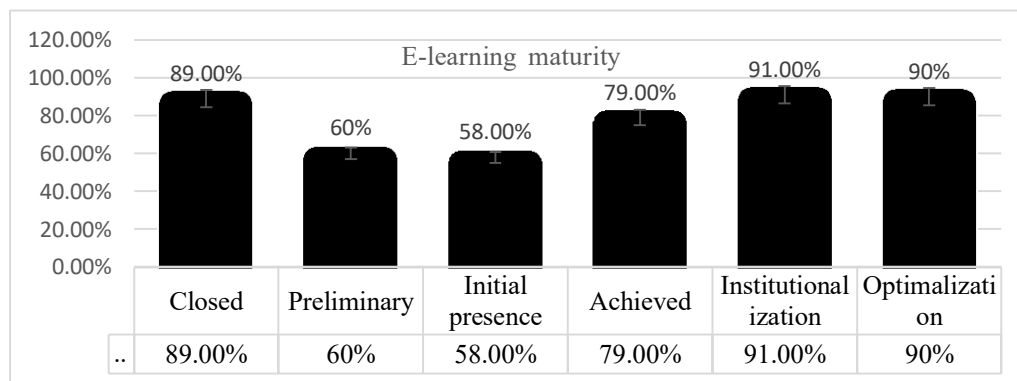 E-learning maturity
120.00%
100.00%
80.00%
60.00%
40.00%
20.00%
0.00%
89.00%
60%
58.00%
79.00%
91.00%
90%
Closed
Preliminary
Initial
presence
Achieved
Institutional
ization
Optimalizati
on
.. 89.00% 60% 58.00% 79.00% 91.00% 90%